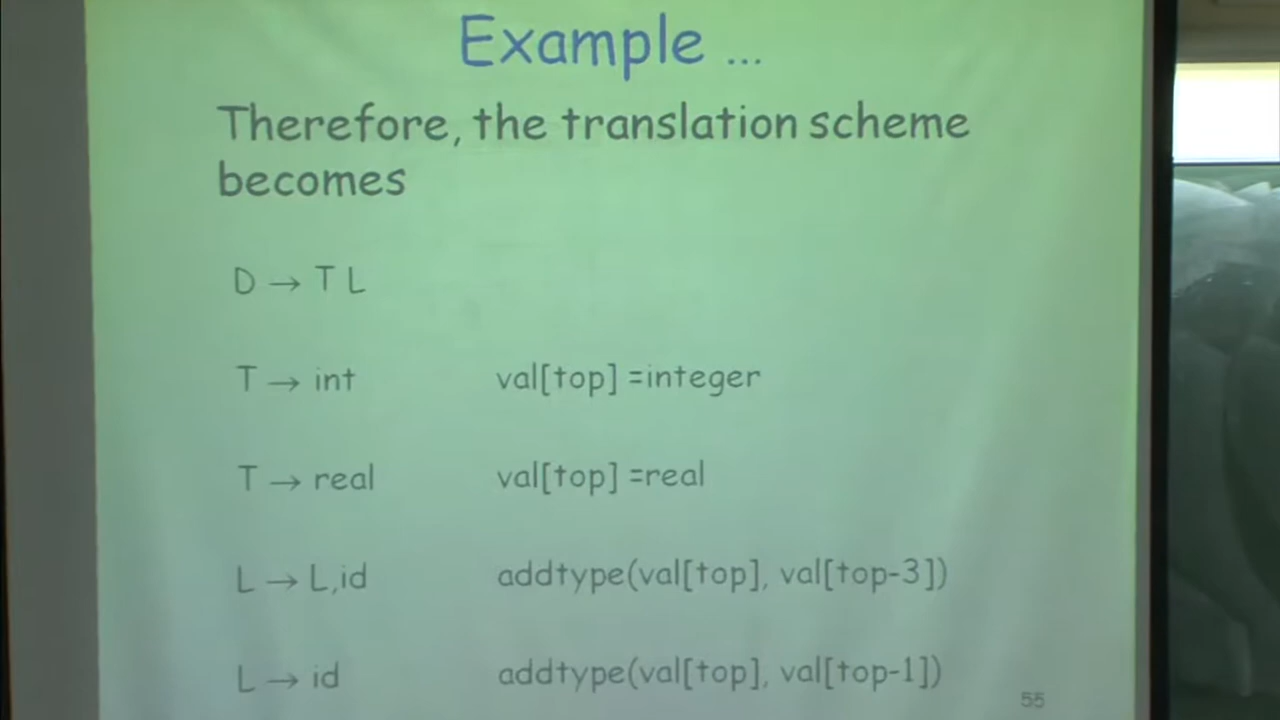 Example ...
Therefore, the translation scheme
becomes
D → T L
T → int val[top] =integer
T → real val[top] =real
L → L,id addtype(val[top], val[top-3])
L → id addtype(val[top], val[top-1])
55